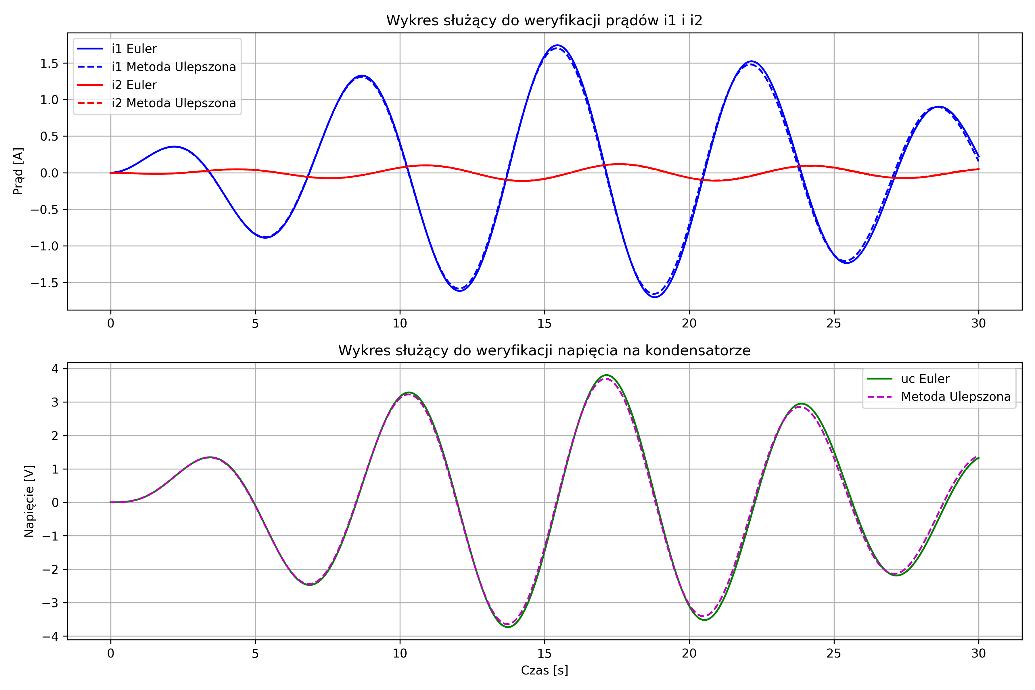 Wykres służący do weryfikacji prądów i1 i i2
i1 Euler
i1 Metoda Ulepszona
i2 Euler
i2 Metoda Ulepszona
Prąd [A]
1.5
1.0
0.5
0.0
−0.5
−1.0
−1.5
0 5 10 15 20 25 30
Wykres służący do weryfikacji napięcia na kondensatorze
uc Euler
Metoda Ulepszona
Napięcie [V]
4
3
2
1
0
−1
−2
−3
−4
0 5 10 15 20 25 30
Czas [s]